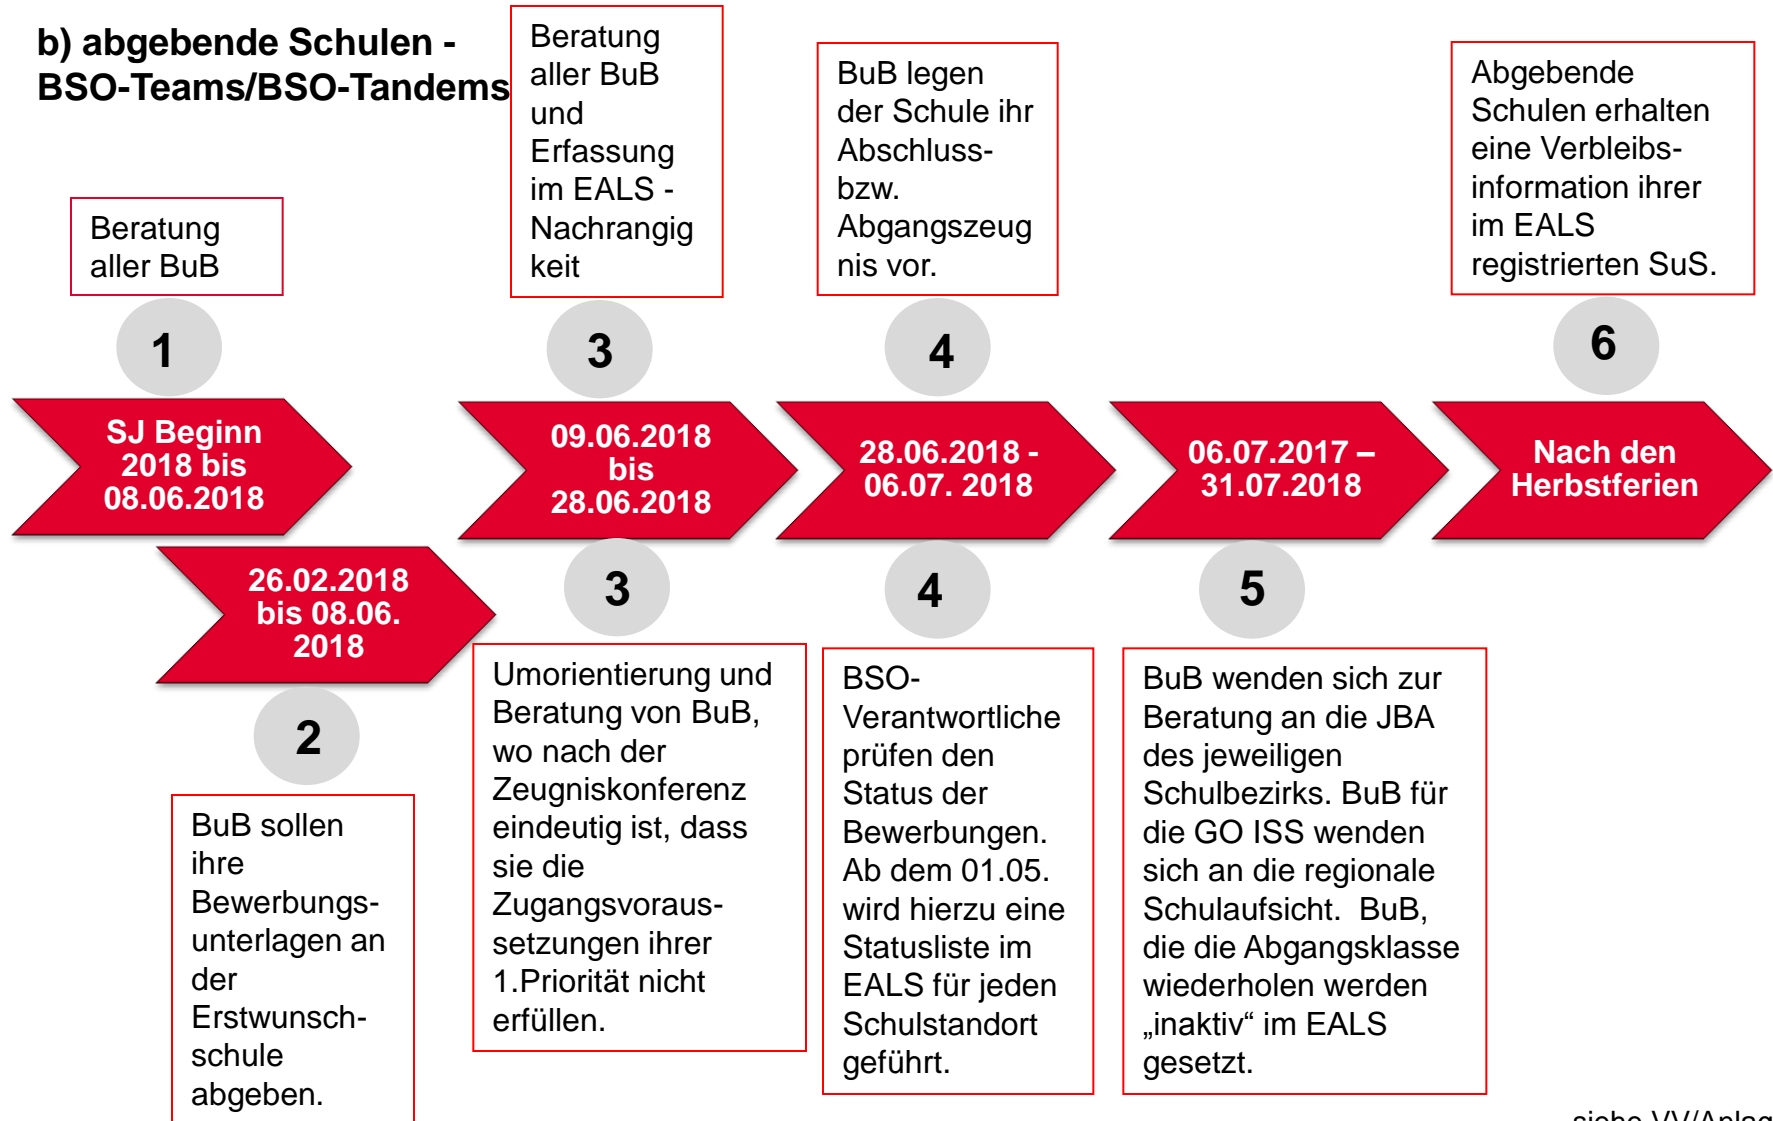 b) abgebende Schulen -
BSO-Teams/BSO-Tandems
Beratung
aller BuB
1
SJ Beginn
2018 bis
08.06.2018
26.02.2018
bis 08.06.
2018
2
BuB sollen
ihre
Bewerbungs-
unterlagen an
der
Erstwunsch-
schule
abgeben.
Beratung
aller BuB
und
Erfassung
im EALS -
Nachrangig
keit
3
09.06.2018
bis
28.06.2018
3
Umorientierung und
Beratung von BuB,
wo nach der
Zeugniskonferenz
eindeutig ist, dass
sie die
Zugangsvoraus-
setzungen ihrer
1.Priorität nicht
erfüllen.
BuB legen
der Schule ihr
Abschluss-
bzw.
Abgangszeug
nis vor.
4
28.06.2018 -
06.07. 2018
4
BSO-
Verantwortliche
prüfen den
Status der
Bewerbungen.
Ab dem 01.05.
wird hierzu eine
Statusliste im
EALS für jeden
Schulstandort
geführt.
06.07.2017 –
31.07.2018
5
BuB wenden sich zur
Beratung an die JBA
des jeweiligen
Schulbezirks. BuB für
die GO ISS wenden
sich an die regionale
Schulaufsicht.  BuB,
die die Abgangsklasse
wiederholen werden
„inaktiv“ im EALS
gesetzt.
Abgebende
Schulen erhalten
eine Verbleibs-
information ihrer
im EALS
registrierten SuS.
6
Nach den
Herbstferien
siehe VV/Anlag